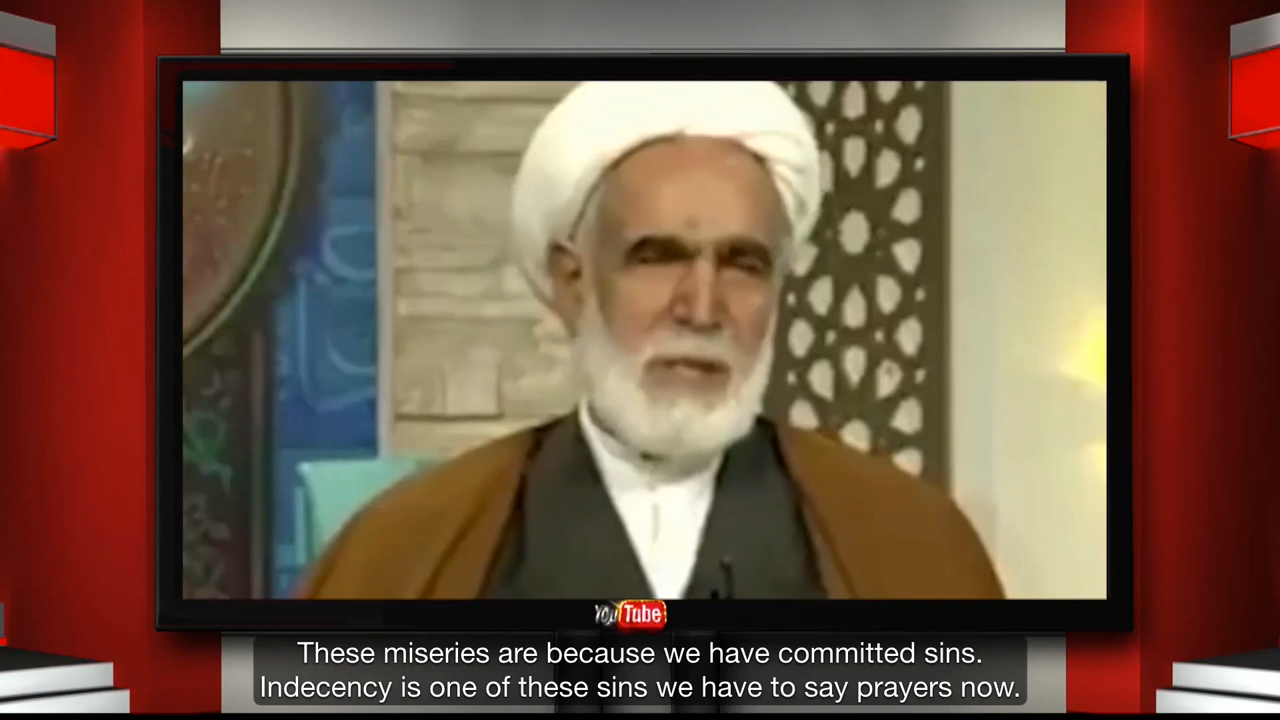 YouTube
These miseries are because we have committed sins.
Indecency is one of these sins we have to say prayers now.